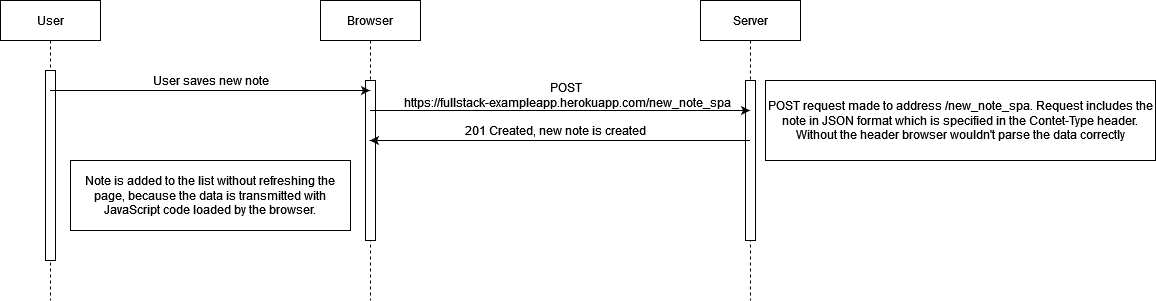 User
Browser
Server
User saves new note
POST
https://fullstack-exampleapp.herokuapp.com/new_note_spa
201 Created, new note is created
POST request made to address /new_note_spa. Request includes the
note in JSON format which is specified in the Contet-Type header.
Without the header browser wouldn't parse the data correctly
Note is added to the list without refreshing the
page, because the data is transmitted with
JavaScript code loaded by the browser.